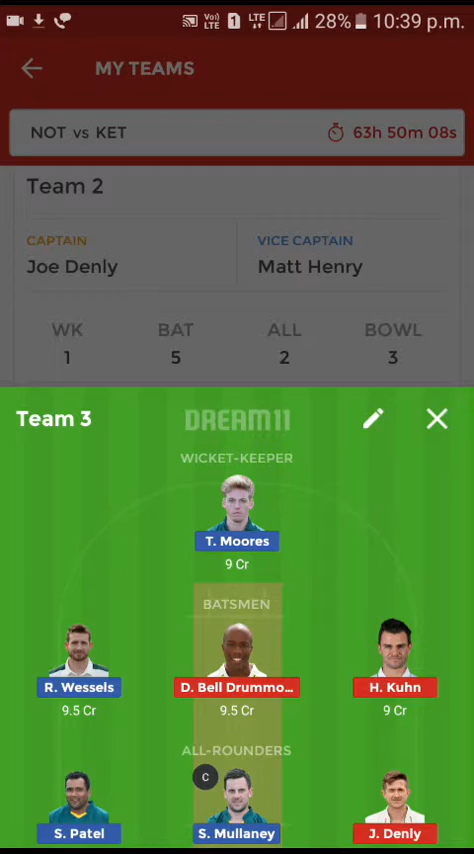 Vo) LTE 1 LTE 28% 10:39 p.m.
MY TEAMS
NOT vs KET 63h 50m 08s
Team 2
CAPTAIN VICE CAPTAIN
Joe Denly Matt Henry
WK BAT ALL BOWL
1 5 2 3
Team 3 DREAM11
WICKET-KEEPER
T. Moores
9 Cr
BATSMEN
R. Wessels D. Bell Drummo... H. Kuhn
9.5 Cr 9.5 Cr 9 Cr
ALL-ROUNDERS
C
S. Patel S. Mullaney J. Denly